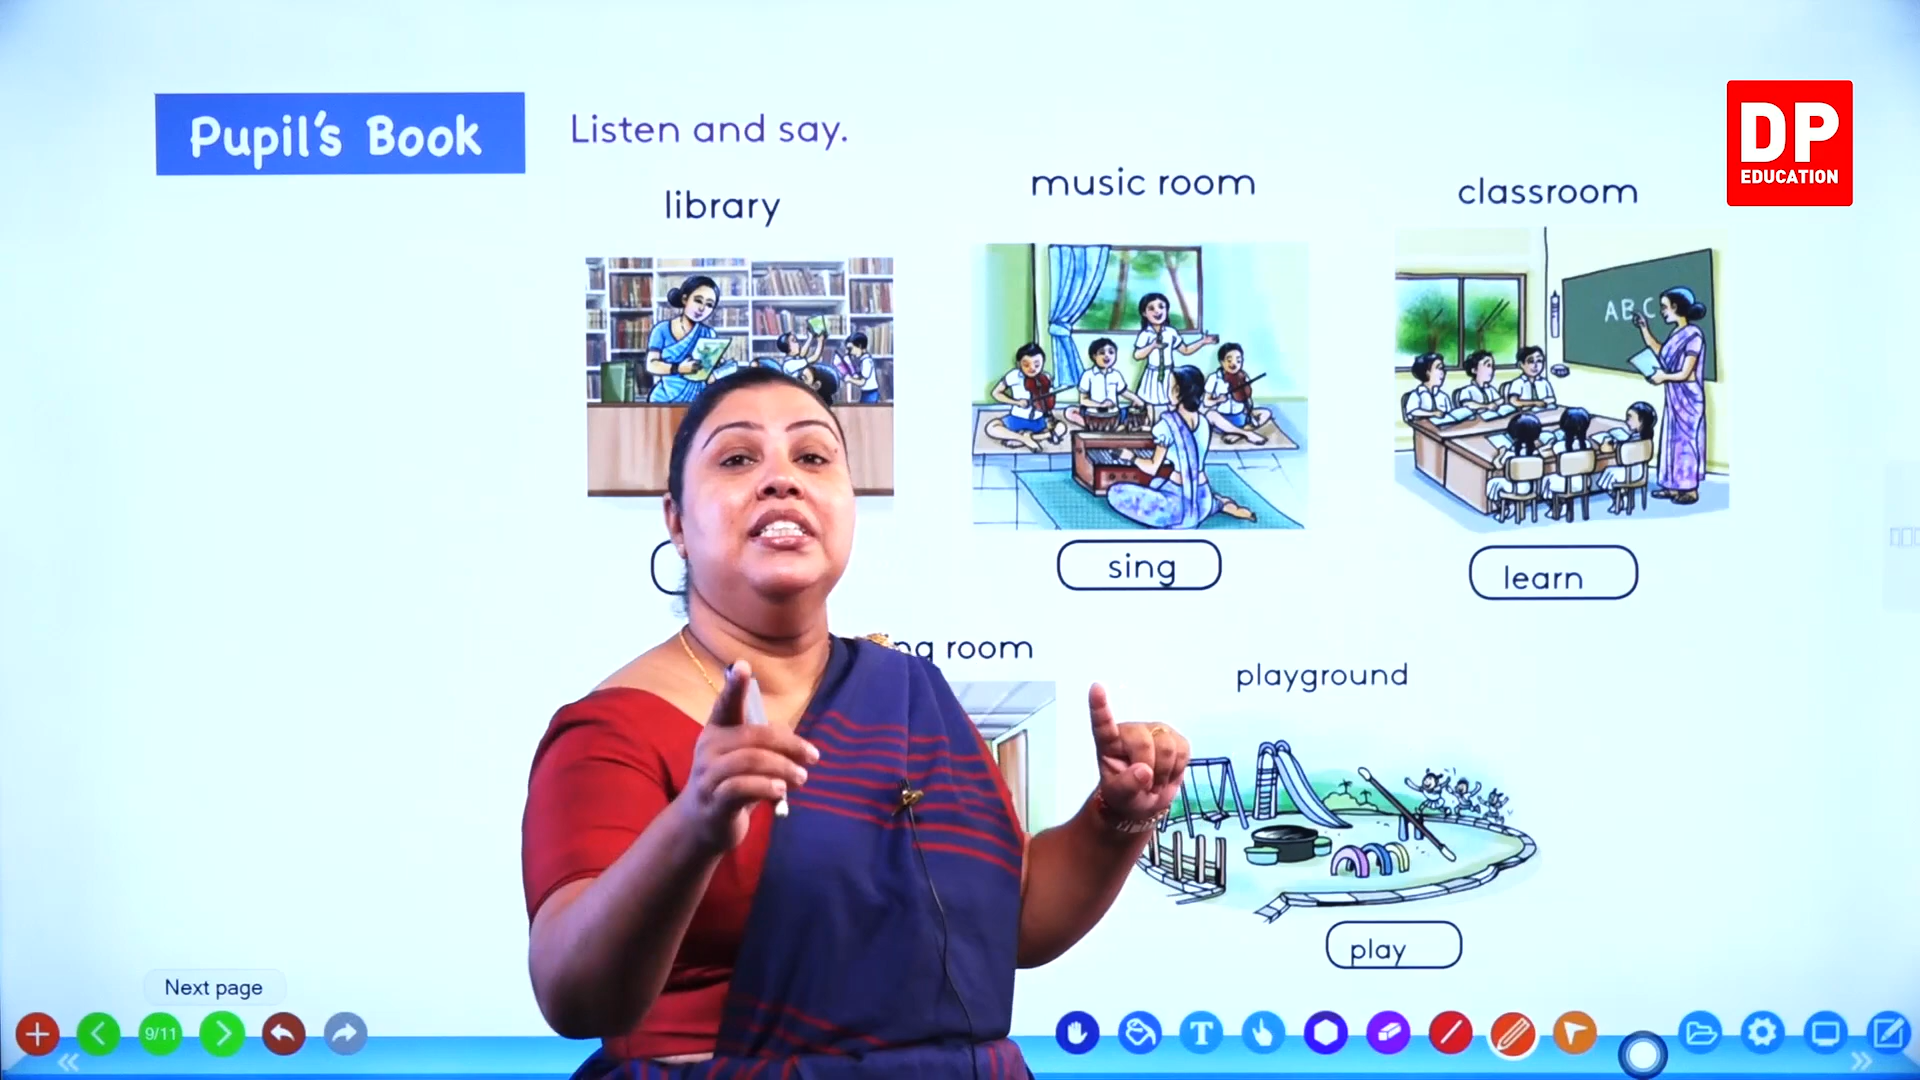 Pupil's Book
Listen and say.
DP
EDUCATION
library
music room
classroom
ABC
sing
learn
room
playground
play
Next page
9/11
T